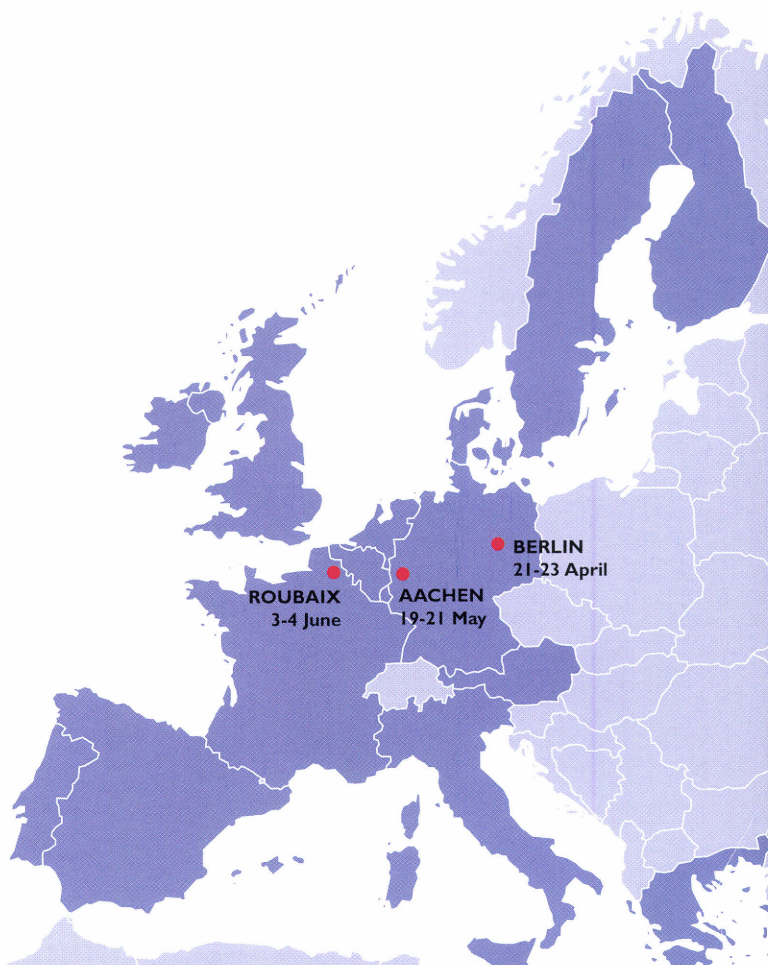 BERLIN
21-23 April
ROUBAIX
3-4 June
AACHEN
19-21 May